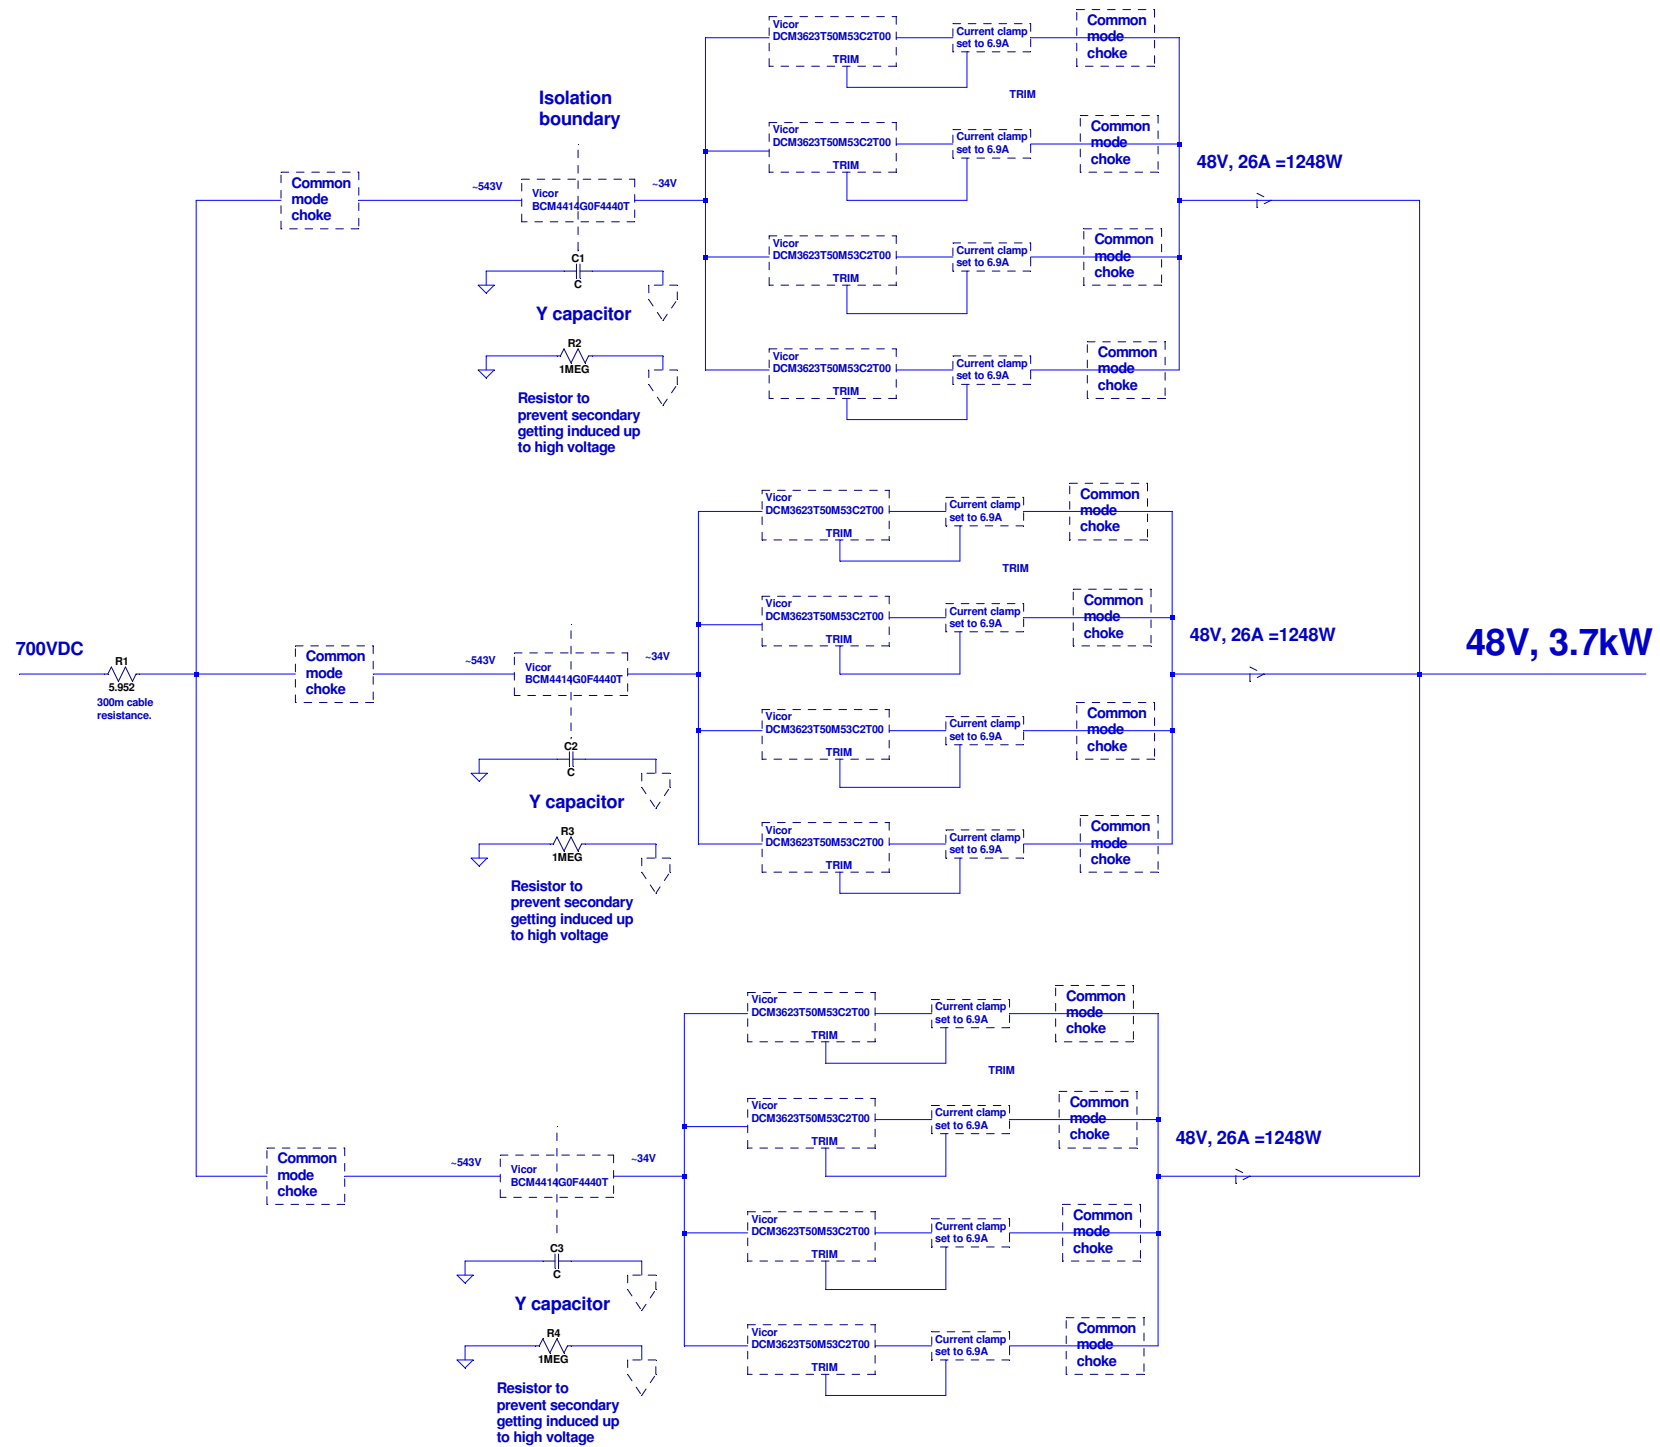 Vicor
DCM3623T50M53C2T00
TRIM
Current clamp
set to 6.9A
Common
mode
choke
TRIM
Isolation
boundary
Vicor
DCM3623T50M53C2T00
TRIM
Current clamp
set to 6.9A
Common
mode
choke
48V, 26A =1248W
Common
mode
choke
~543V
Vicor
BCM4414G0F4440T
~34V
Vicor
DCM3623T50M53C2T00
TRIM
Current clamp
set to 6.9A
Common
mode
choke
C1
C
Y capacitor
R2
1MEG
Resistor to
prevent secondary
getting induced up
to high voltage
Vicor
DCM3623T50M53C2T00
TRIM
Current clamp
set to 6.9A
Common
mode
choke
Vicor
DCM3623T50M53C2T00
TRIM
Current clamp
set to 6.9A
Common
mode
choke
TRIM
Vicor
DCM3623T50M53C2T00
TRIM
Current clamp
set to 6.9A
Common
mode
choke
48V, 26A =1248W
48V, 3.7kW
700VDC
R1
5.952
300m cable
resistance.
Common
mode
choke
~543V
Vicor
BCM4414G0F4440T
~34V
Vicor
DCM3623T50M53C2T00
TRIM
Current clamp
set to 6.9A
Common
mode
choke
C2
C
Y capacitor
R3
1MEG
Resistor to
prevent secondary
getting induced up
to high voltage
Vicor
DCM3623T50M53C2T00
TRIM
Current clamp
set to 6.9A
Common
mode
choke
Vicor
DCM3623T50M53C2T00
TRIM
Current clamp
set to 6.9A
Common
mode
choke
TRIM
Vicor
DCM3623T50M53C2T00
TRIM
Current clamp
set to 6.9A
Common
mode
choke
48V, 26A =1248W
Common
mode
choke
~543V
Vicor
BCM4414G0F4440T
~34V
Vicor
DCM3623T50M53C2T00
TRIM
Current clamp
set to 6.9A
Common
mode
choke
C3
C
Y capacitor
R4
1MEG
Resistor to
prevent secondary
getting induced up
to high voltage
Vicor
DCM3623T50M53C2T00
TRIM
Current clamp
set to 6.9A
Common
mode
choke